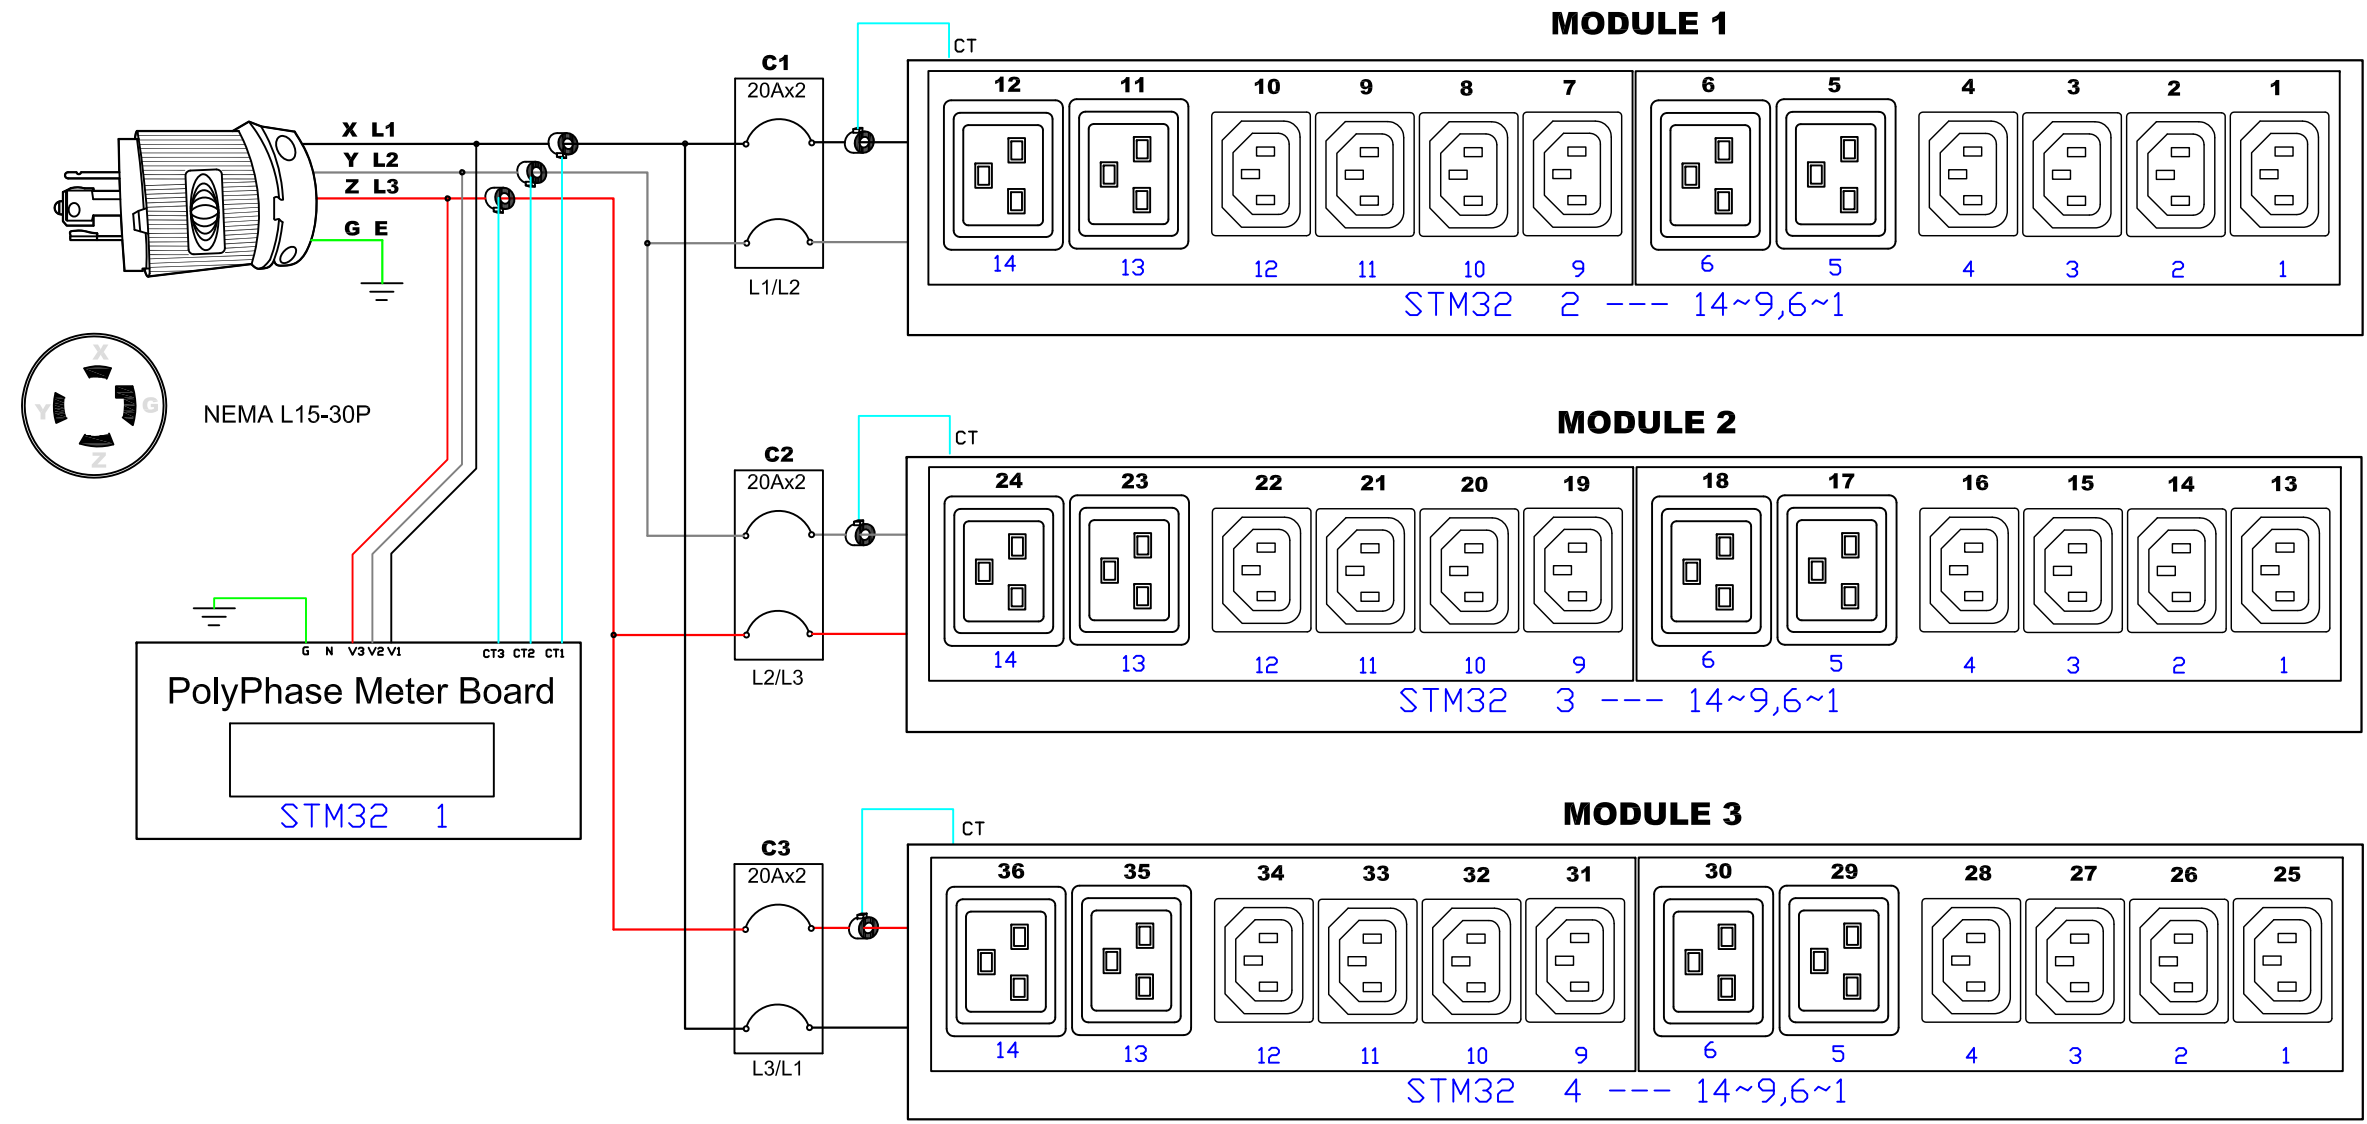 MODULE 1
CT
C1
20Ax2
12 11 10 9 8 7 6 5 4 3 2 1
X L1
Y L2
Z L3
G E
14 13 12 11 10 9 6 5 4 3 2 1
L1/L2
STM32 2 --- 14~9,6~1
X
Y
G
Z
NEMA L15-30P
MODULE 2
CT
C2
20Ax2
24 23 22 21 20 19 18 17 16 15 14 13
14 13 12 11 10 9 6 5 4 3 2 1
L2/L3
STM32 3 --- 14~9,6~1
G N V3 V2 V1 CT3 CT2 CT1
PolyPhase Meter Board
STM32 1
MODULE 3
CT
C3
20Ax2
36 35 34 33 32 31 30 29 28 27 26 25
14 13 12 11 10 9 6 5 4 3 2 1
L3/L1
STM32 4 --- 14~9,6~1